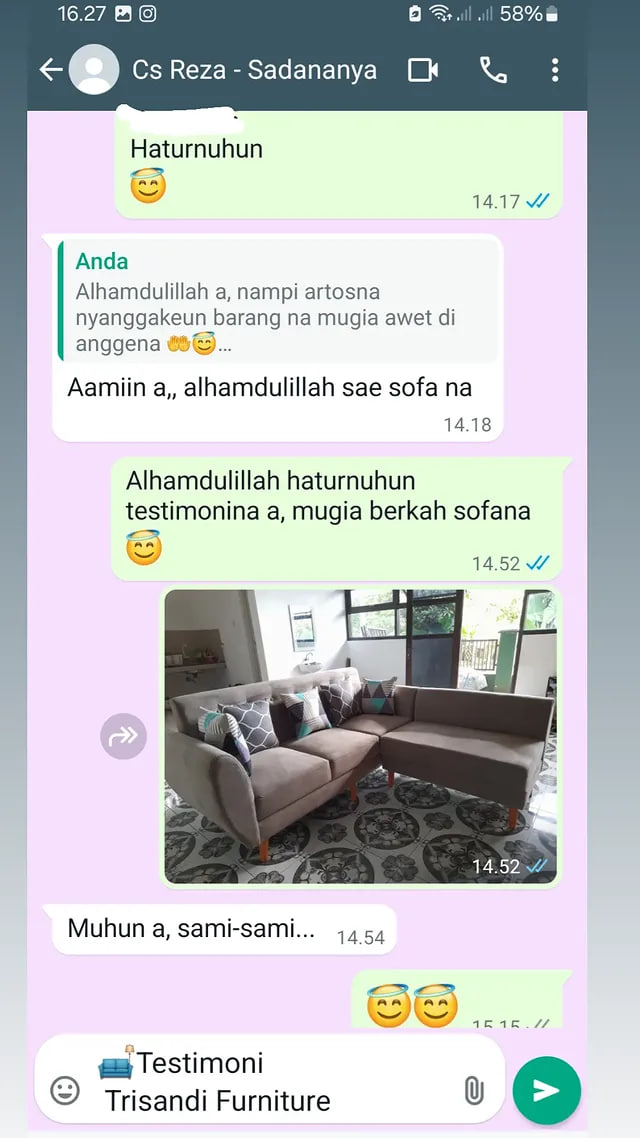 16.27
58%
Cs Reza - Sadananya
Haturnuhun
😇
14.17
Anda
Alhamdulillah a, nampi artosna
nyanggakeun barang na mugia awet di
anggena 🤲😇...
Aamiin a,, alhamdulillah sae sofa na
14.18
Alhamdulillah haturnuhun
testimonina a, mugia berkah sofana
😇
14.52
14.52
Muhun a, sami-sami...
14.54
😇😇
15.15
🛋️Testimoni
Trisandi Furniture